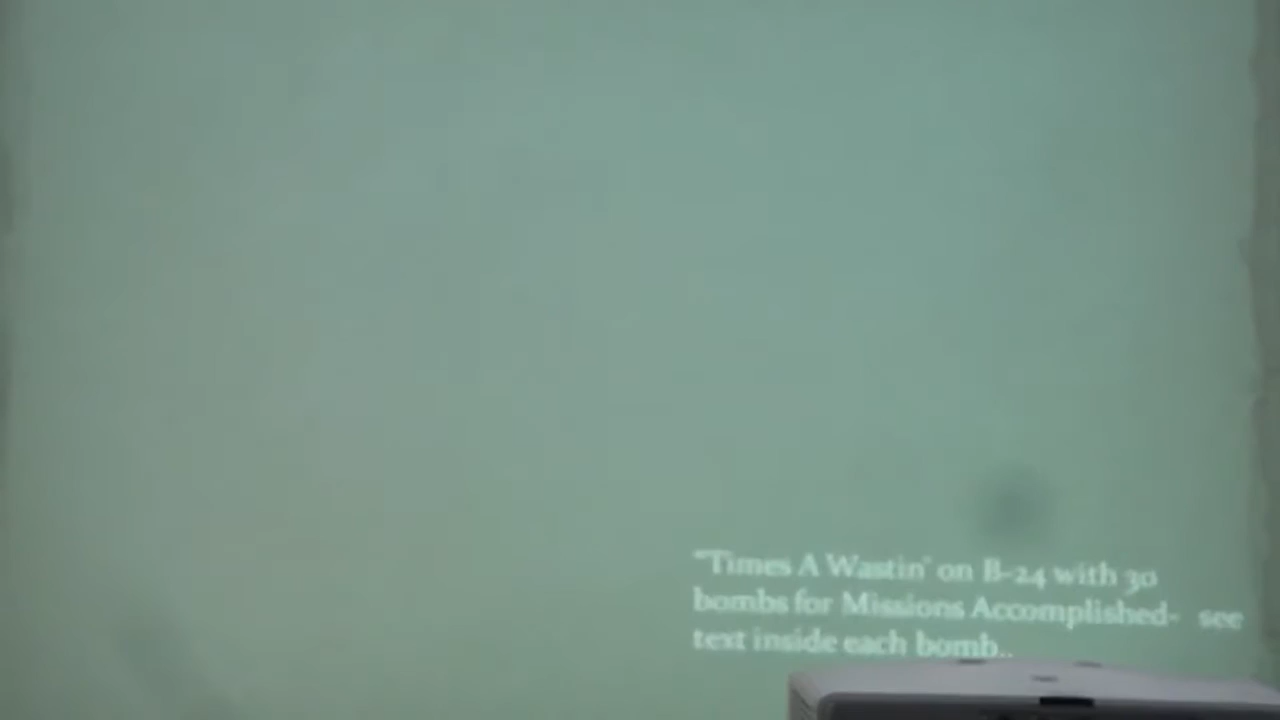 "Times A Wastin" on B-24 with 30
bombs for Missions Accomplished- see
text inside each bomb..